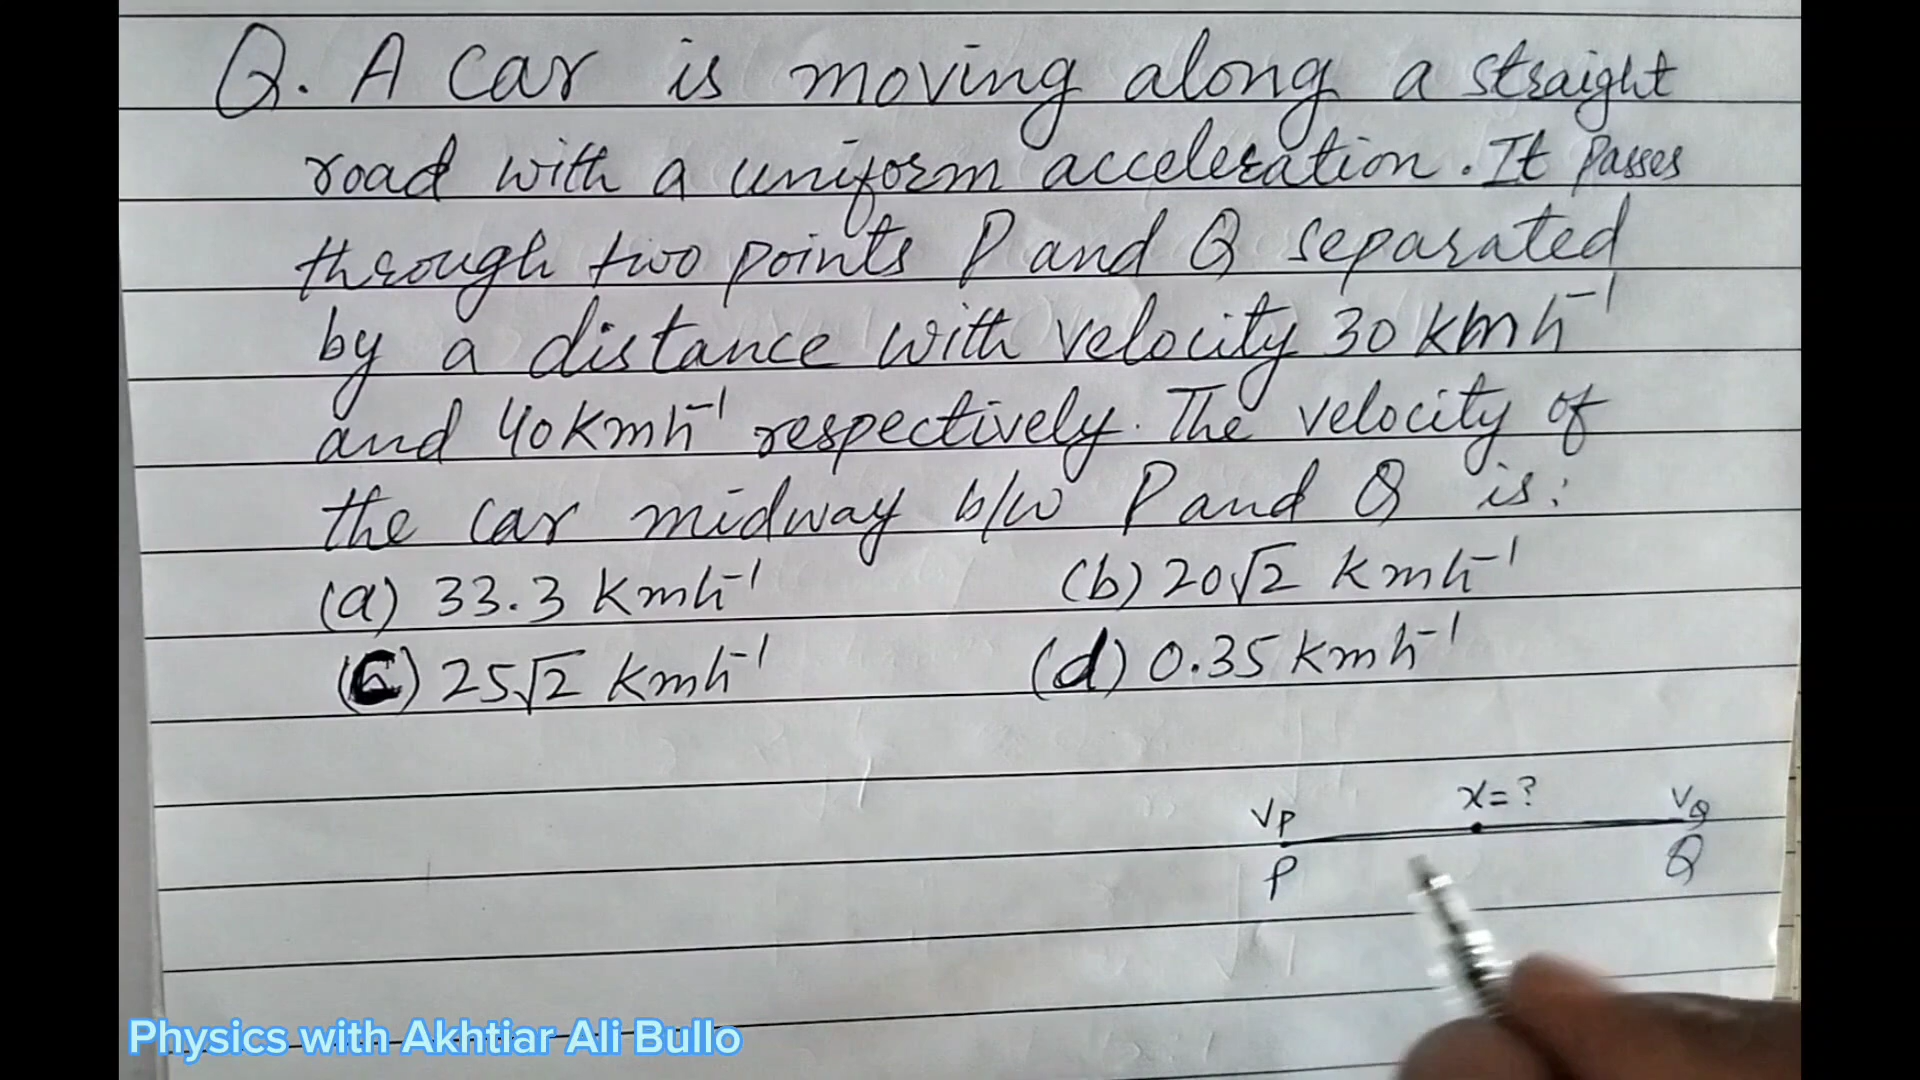 Q. A car is moving along a straight
road with a uniform acceleration. It passes
through two points P and Q separated
by a distance with velocity 30 kmh⁻¹
and 40 kmh⁻¹ respectively. The velocity of
the car midway b/w P and Q is:
(a) 33.3 kmh⁻¹ (b) 20√2 kmh⁻¹
(c) 25√2 kmh⁻¹ (d) 0.35 kmh⁻¹
VP x=? VQ
P Q
Physics with Akhtiar Ali Bullo